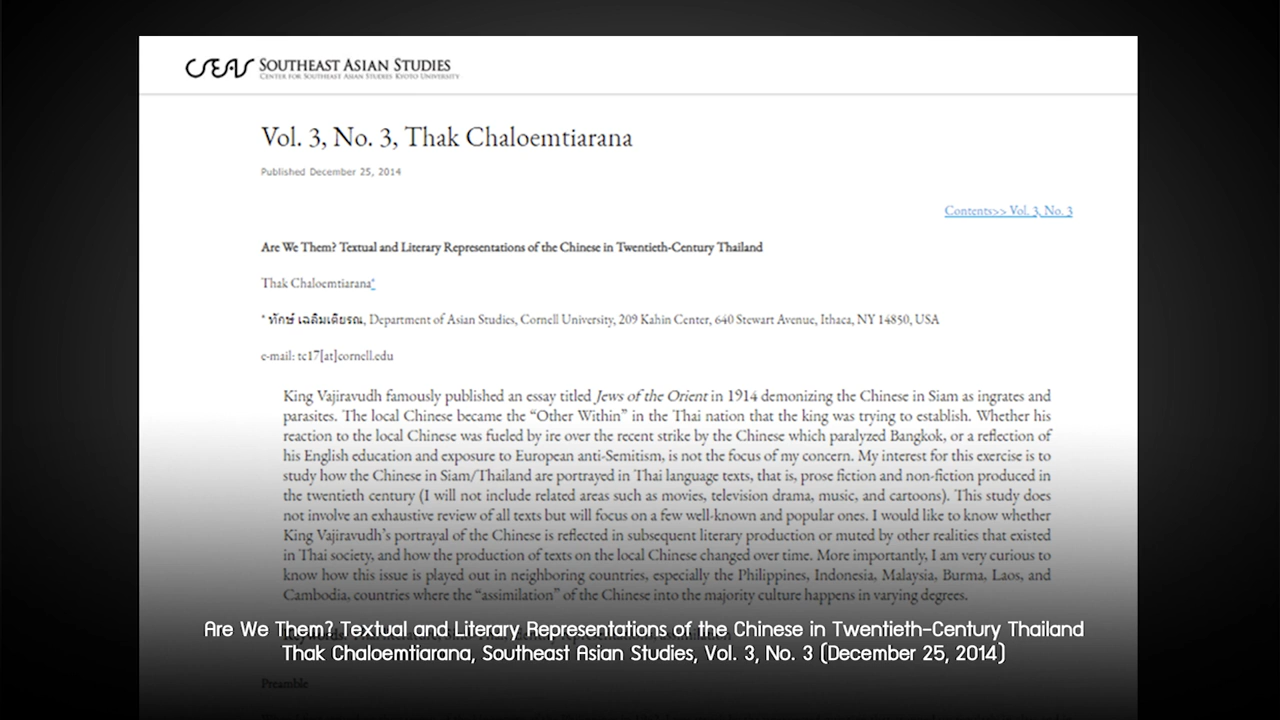 CSEAS SOUTHEAST ASIAN STUDIES
CENTER FOR SOUTHEAST ASIAN STUDIES KYOTO UNIVERSITY
Vol. 3, No. 3, Thak Chaloemtiarana
Published December 25, 2014
Contents>> Vol. 3, No. 3
Are We Them? Textual and Literary Representations of the Chinese in Twentieth-Century Thailand
Thak Chaloemtiarana*
* ทักษ์ เฉลิมเตียรณ, Department of Asian Studies, Cornell University, 209 Kahin Center, 640 Stewart Avenue, Ithaca, NY 14850, USA
e-mail: tc17[at]cornell.edu
King Vajiravudh famously published an essay titled Jews of the Orient in 1914 demonizing the Chinese in Siam as ingrates and
parasites. The local Chinese became the “Other Within” in the Thai nation that the king was trying to establish. Whether his
reaction to the local Chinese was fueled by ire over the recent strike by the Chinese which paralyzed Bangkok, or a reflection of
his English education and exposure to European anti-Semitism, is not the focus of my concern. My interest for this exercise is to
study how the Chinese in Siam/Thailand are portrayed in Thai language texts, that is, prose fiction and non-fiction produced in
the twentieth century (I will not include related areas such as movies, television drama, music, and cartoons). This study does
not involve an exhaustive review of all texts but will focus on a few well-known and popular ones. I would like to know whether
King Vajiravudh’s portrayal of the Chinese is reflected in subsequent literary production or muted by other realities that existed
in Thai society, and how the production of texts on the local Chinese changed over time. More importantly, I am very curious to
know how this issue is played out in neighboring countries, especially the Philippines, Indonesia, Malaysia, Burma, Laos, and
Cambodia, countries where the “assimilation” of the Chinese into the majority culture happens in varying degrees.
Are We Them? Textual and Literary Representations of the Chinese in Twentieth-Century Thailand
Thak Chaloemtiarana, Southeast Asian Studies, Vol. 3, No. 3 (December 25, 2014)
Preamble